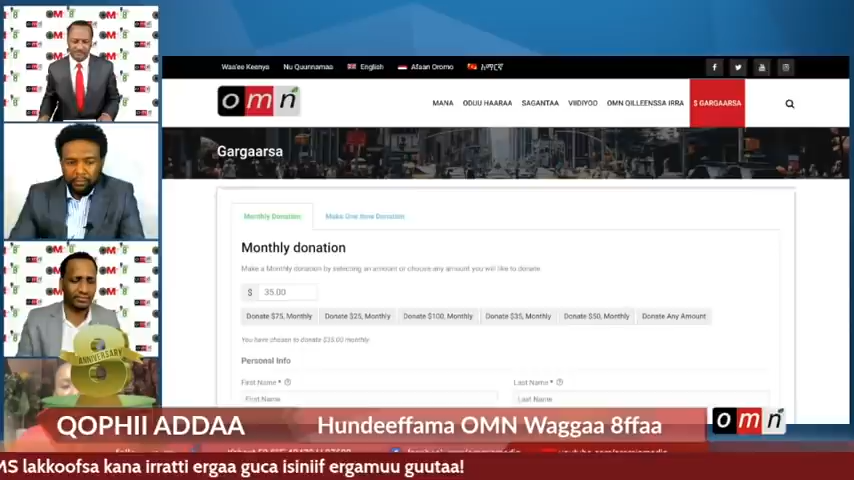 Waa'ee Keenya Nu Quunnamaa English Afaan Oromo አማርኛ
omn MANA ODUU HAARAA SAGANTAA VIIDIYOO OMN QILLEENSSA IRRA $ GARGAARSA
Gargaarsa
Monthly Donation Make One time Donation
Monthly donation
Make a Monthly donation by selecting an amount or choose any amount you will like to donate
$ 35.00
Donate $75, Monthly Donate $25, Monthly Donate $100, Monthly Donate $35, Monthly Donate $50, Monthly Donate Any Amount
You have chosen to donate $35.00 monthly
Personal Info
First Name * Last Name *
First Name Last Name
8
ANNIVERSARY
QOPHII ADDAA Hundeeffama OMN Waggaa 8ffaa omn
MS lakkoofsa kana irratti ergaa guca isiniif ergamuu guutaa!